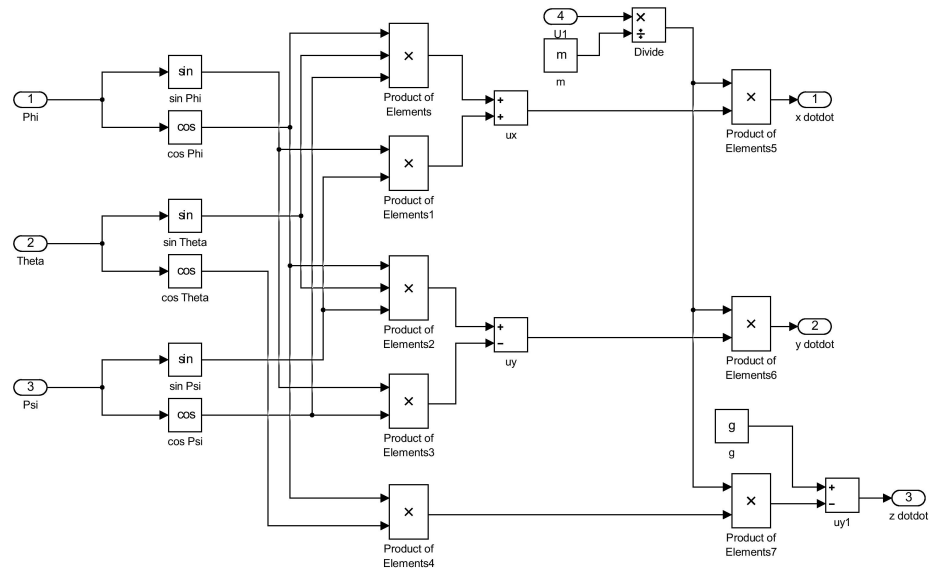 4
U1
×
÷
Divide
m
m
1
Phi
sin
sin Phi
cos
cos Phi
×
Product of
Elements
×
Product of
Elements1
+
+
ux
×
Product of
Elements5
1
x dotdot
2
Theta
sin
sin Theta
cos
cos Theta
×
Product of
Elements2
+
−
uy
×
Product of
Elements6
2
y dotdot
3
Psi
sin
sin Psi
cos
cos Psi
×
Product of
Elements3
g
g
×
Product of
Elements4
×
Product of
Elements7
+
−
uy1
3
z dotdot